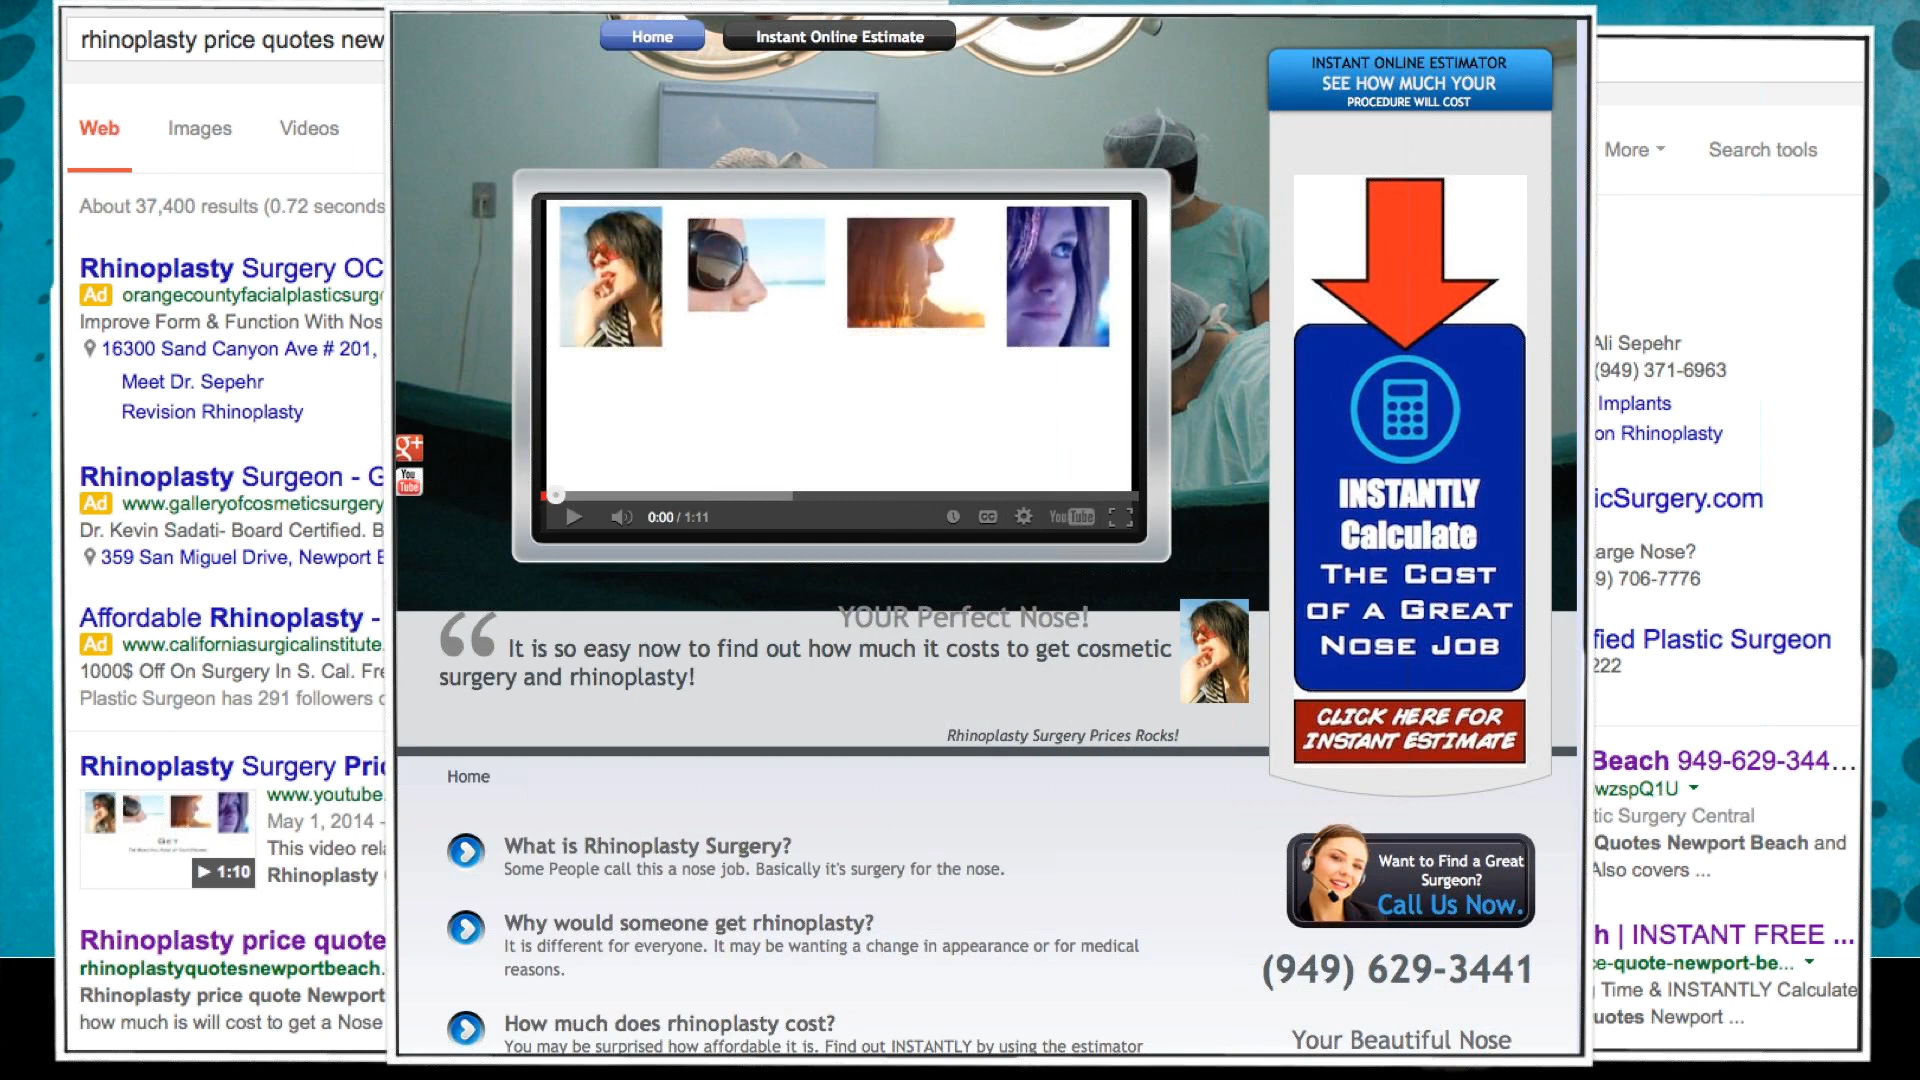 rhinoplasty price quotes new
Web Images Videos
About 37,400 results (0.72 seconds
Rhinoplasty Surgery OC
Ad orangecountyfacialplasticsurge
Improve Form & Function With Nos
16300 Sand Canyon Ave # 201,
Meet Dr. Sepehr
Revision Rhinoplasty
Rhinoplasty Surgeon - G
Ad www.galleryofcosmeticsurgery
Dr. Kevin Sadati- Board Certified. B
359 San Miguel Drive, Newport B
Affordable Rhinoplasty -
Ad www.californiasurgicalinstitute.
1000$ Off On Surgery In S. Cal. Fre
Plastic Surgeon has 291 followers
Rhinoplasty Surgery Pric
www.youtube.
May 1, 2014 -
This video rela
Rhinoplasty
GET
1:10
Rhinoplasty price quote
rhinoplastyquotesnewportbeach.
Rhinoplasty price quote Newport
how much is will cost to get a Nose
Home Instant Online Estimate
g+
You
Tube
0:00 / 1:11
CC
YouTube
YOUR Perfect Nose!
It is so easy now to find out how much it costs to get cosmetic
surgery and rhinoplasty!
Rhinoplasty Surgery Prices Rocks!
Home
What is Rhinoplasty Surgery?
Some People call this a nose job. Basically it's surgery for the nose.
Why would someone get rhinoplasty?
It is different for everyone. It may be wanting a change in appearance or for medical
reasons.
How much does rhinoplasty cost?
You may be surprised how affordable it is. Find out INSTANTLY by using the estimator
INSTANT ONLINE ESTIMATOR
SEE HOW MUCH YOUR
PROCEDURE WILL COST
INSTANTLY
Calculate
THE COST
OF A GREAT
NOSE JOB
CLICK HERE FOR
INSTANT ESTIMATE
Want to Find a Great
Surgeon?
Call Us Now.
(949) 629-3441
Your Beautiful Nose
More Search tools
Ali Sepehr
(949) 371-6963
Implants
on Rhinoplasty
icSurgery.com
arge Nose?
9) 706-7776
fied Plastic Surgeon
222
Beach 949-629-344...
wzspQ1U
tic Surgery Central
Quotes Newport Beach and
Also covers ...
h | INSTANT FREE ...
e-quote-newport-be...
Time & INSTANTLY Calculate
uotes Newport ...